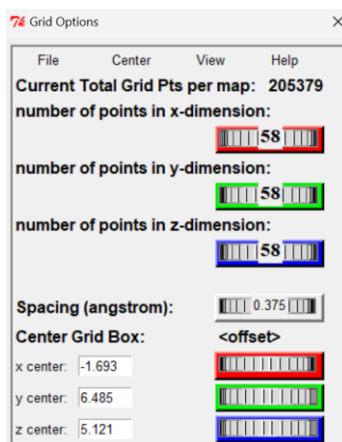 Grid Options
File Center View Help
Current Total Grid Pts per map: 205379
number of points in x-dimension:
58
number of points in y-dimension:
58
number of points in z-dimension:
58
Spacing (angstrom): 0.375
Center Grid Box: <offset>
x center: -1.693
y center: 6.485
z center: 5.121